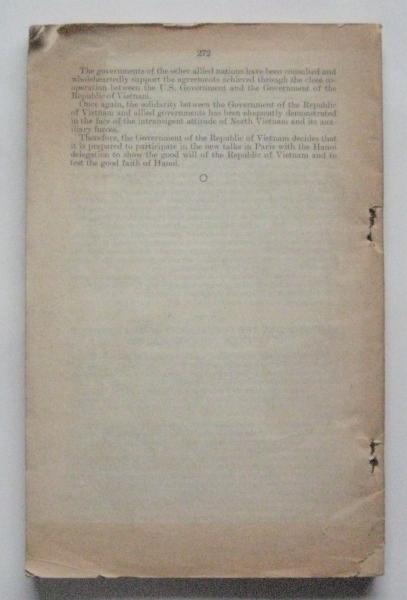 272
The governments of the other allied nations have been consulted and
wholeheartedly support the agreements achieved through the close co-
operation between the U.S. Government and the Government of the
Republic of Vietnam.
Once again, the solidarity between the Government of the Republic
of Vietnam and allied governments has been eloquently demonstrated
in the face of the intransigent attitude of North Vietnam and its aux-
iliary forces.
Therefore, the Government of the Republic of Vietnam decides that
it is prepared to participate in the new talks in Paris with the Hanoi
delegation to show the good will of the Republic of Vietnam and to
test the good faith of Hanoi.